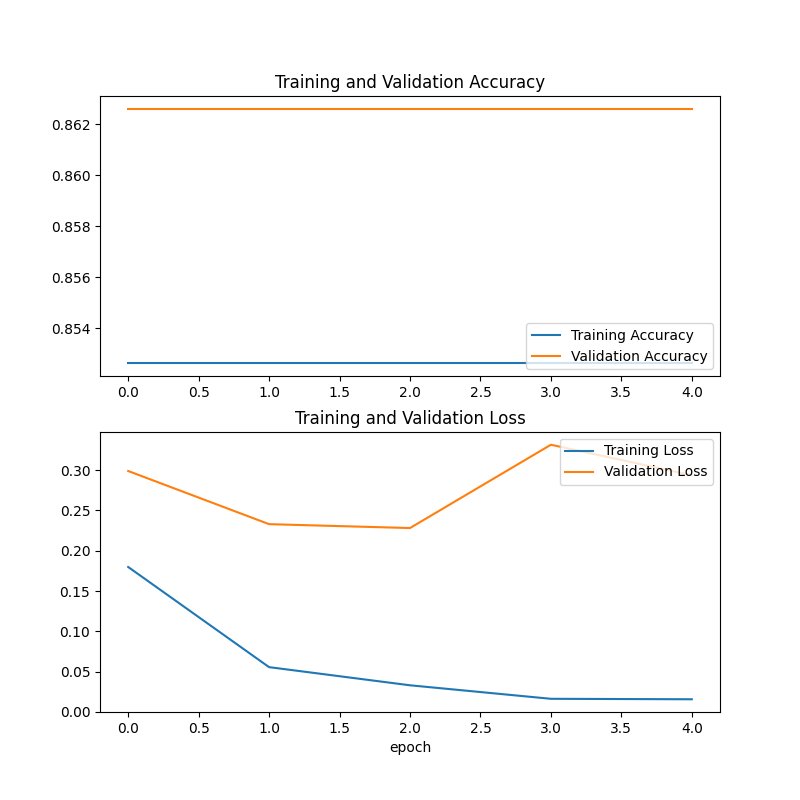 Training and Validation Accuracy
0.862
0.860
0.858
0.856
0.854
Training Accuracy
Validation Accuracy
0.0 0.5 1.0 1.5 2.0 2.5 3.0 3.5 4.0
Training and Validation Loss
Training Loss
Validation Loss
0.30
0.25
0.20
0.15
0.10
0.05
0.00
0.0 0.5 1.0 1.5 2.0 2.5 3.0 3.5 4.0
epoch